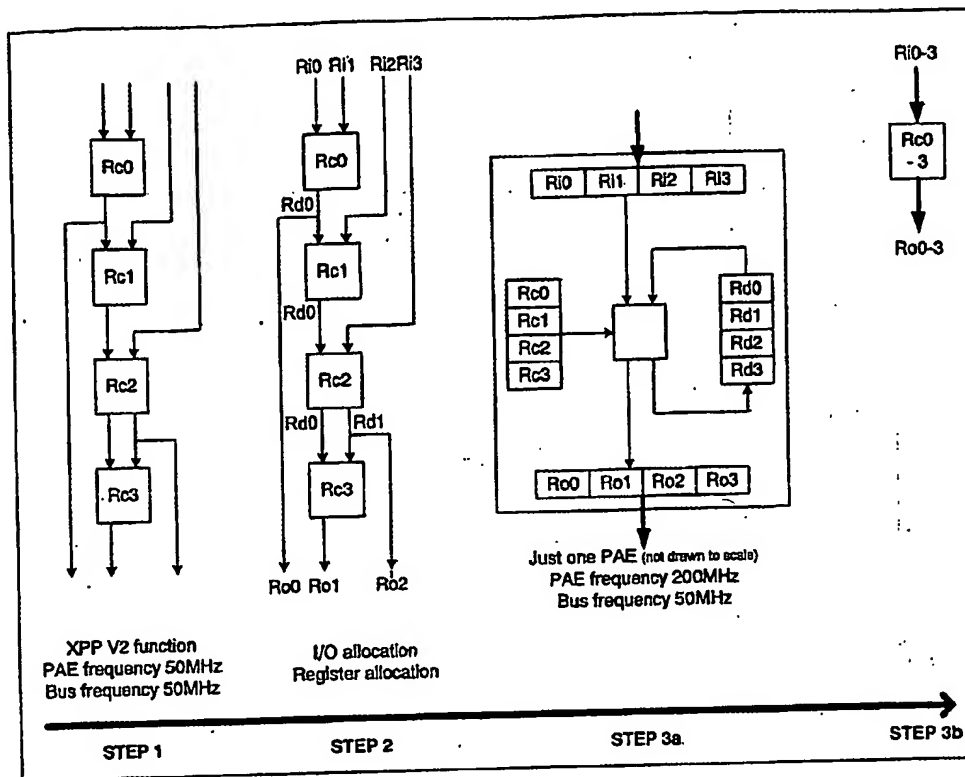 Rc0
Rc1
Rc2
Rc3
XPP V2 function
PAE frequency 50MHz
Bus frequency 50MHz
STEP 1
Ri0 Ri1 Ri2 Ri3
Rc0
Rd0
Rc1
Rd0
Rc2
Rd0 Rd1
Rc3
Ro0 Ro1 Ro2
I/O allocation
Register allocation
STEP 2
Ri0 Ri1 Ri2 Ri3
Rc0
Rc1
Rc2
Rc3
Rd0
Rd1
Rd2
Rd3
Ro0 Ro1 Ro2 Ro3
Just one PAE (not drawn to scale)
PAE frequency 200MHz
Bus frequency 50MHz
STEP 3a
Ri0-3
Rc0
- 3
Ro0-3
STEP 3b